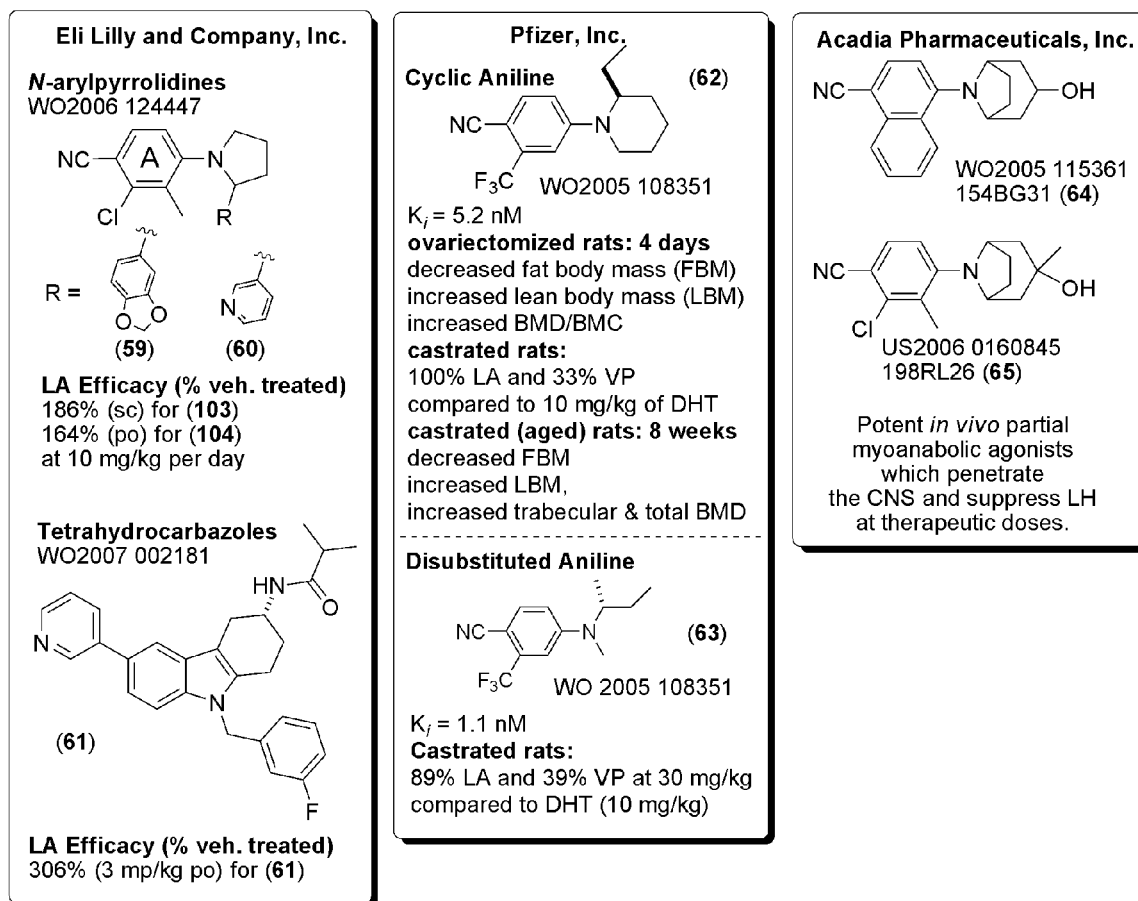 Eli Lilly and Company, Inc.
N-arylpyrrolidines
WO2006 124447
NC
A
N
Cl
R
R =
O
O
N
(59)
(60)
LA Efficacy (% veh. treated)
186% (sc) for (103)
164% (po) for (104)
at 10 mg/kg per day
Tetrahydrocarbazoles
WO2007 002181
HN
O
N
N
(61)
F
LA Efficacy (% veh. treated)
306% (3 mp/kg po) for (61)
Pfizer, Inc.
Cyclic Aniline
(62)
NC
N
F3C
WO2005 108351
Ki = 5.2 nM
ovariectomized rats: 4 days
decreased fat body mass (FBM)
increased lean body mass (LBM)
increased BMD/BMC
castrated rats:
100% LA and 33% VP
compared to 10 mg/kg of DHT
castrated (aged) rats: 8 weeks
decreased FBM
increased LBM,
increased trabecular & total BMD
Disubstituted Aniline
NC
N
(63)
F3C
WO 2005 108351
Ki = 1.1 nM
Castrated rats:
89% LA and 39% VP at 30 mg/kg
compared to DHT (10 mg/kg)
Acadia Pharmaceuticals, Inc.
NC
N
OH
WO2005 115361
154BG31 (64)
NC
N
OH
Cl
US2006 0160845
198RL26 (65)
Potent in vivo partial
myoanabolic agonists
which penetrate
the CNS and suppress LH
at therapeutic doses.